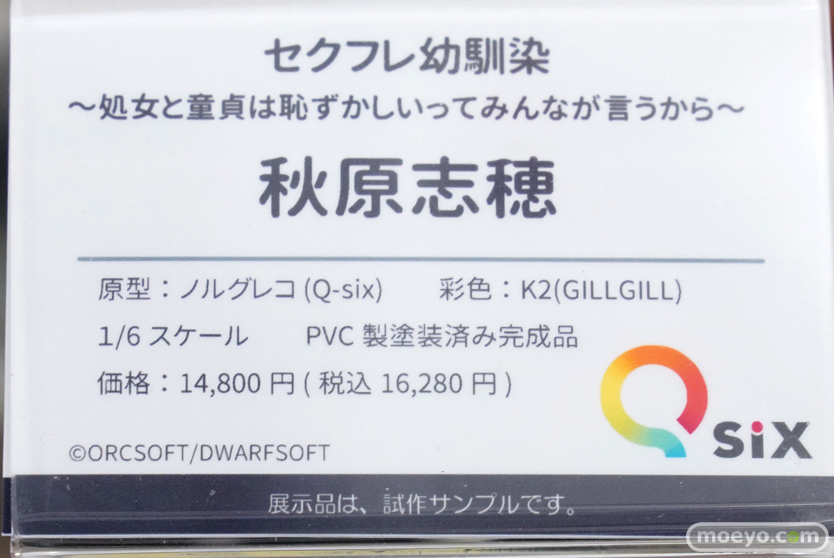 セクフレ幼馴染
〜処女と童貞は恥ずかしいってみんなが言うから〜
秋原志穂
原型：ノルグレコ(Q-six) 彩色：K2(GILLGILL)
1/6 スケール PVC 製塗装済み完成品
価格：14,800 円 ( 税込 16,280 円 )
Q six
©ORCSOFT/DWARFSOFT
展示品は、試作サンプルです。
moeyo.com